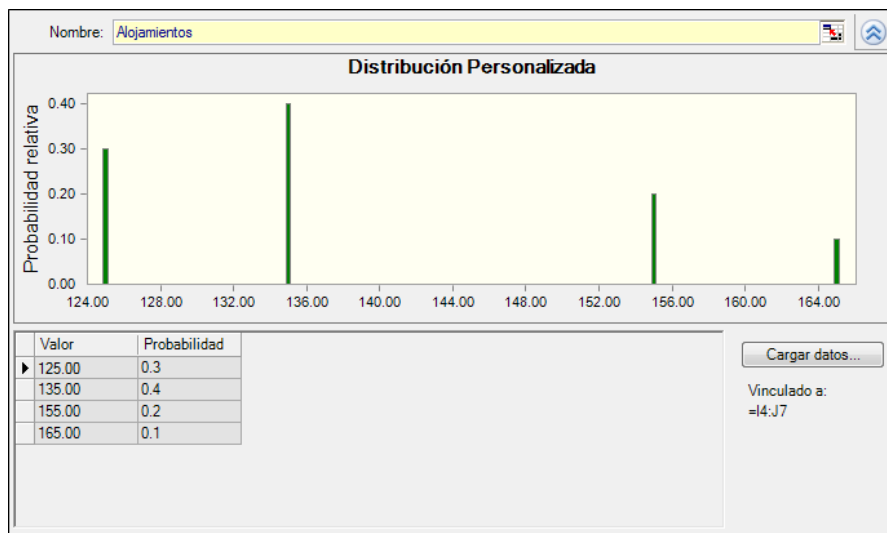 Nombre: Alojamientos
Distribución Personalizada
Probabilidad relativa
0.40
0.30
0.20
0.10
0.00
124.00 128.00 132.00 136.00 140.00 144.00 148.00 152.00 156.00 160.00 164.00
Valor Probabilidad
125.00 0.3
135.00 0.4
155.00 0.2
165.00 0.1
Cargar datos...
Vinculado a:
=I4:J7